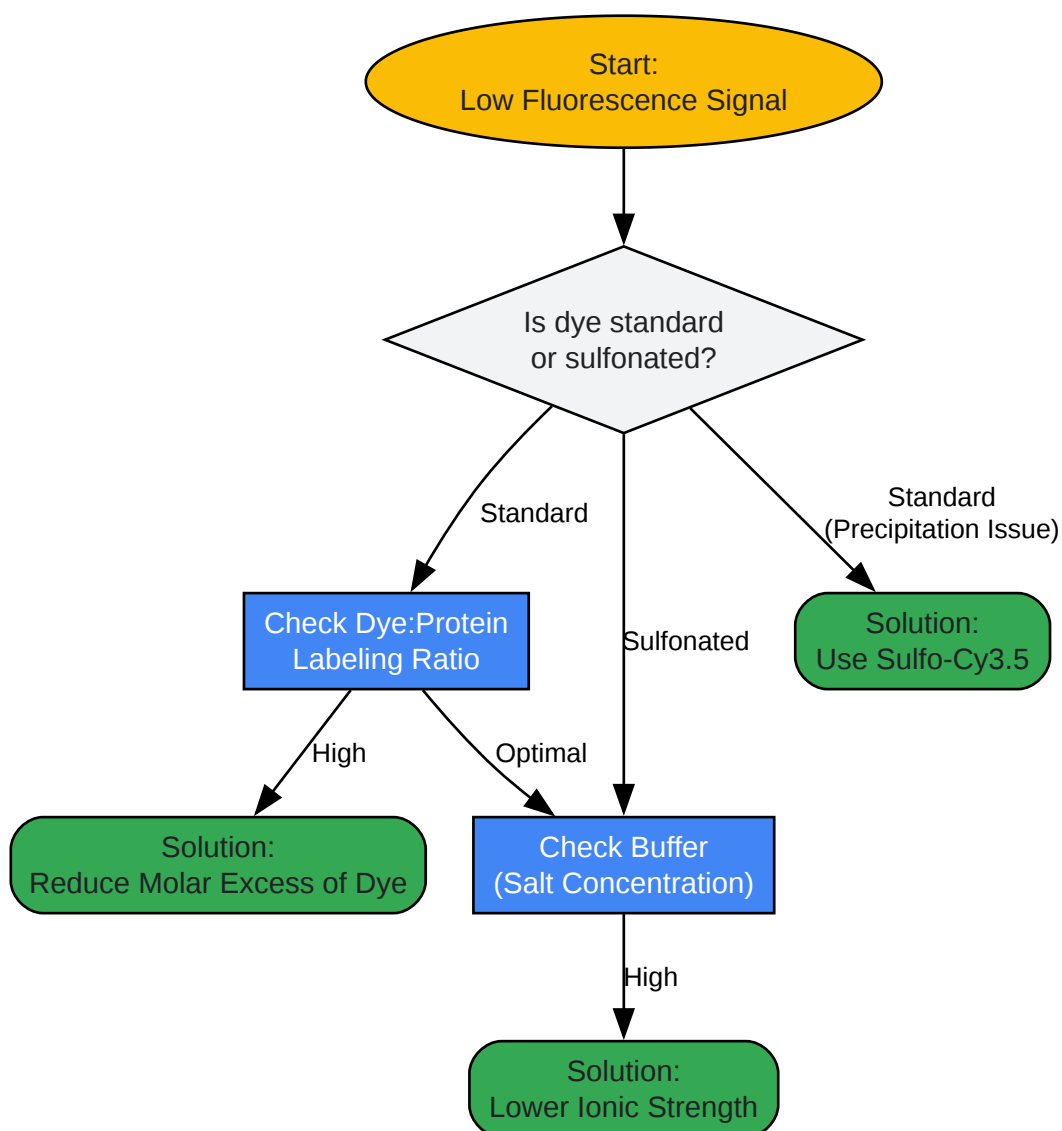 Start:
Low Fluorescence Signal
Is dye standard
or sulfonated?
Standard
Standard
(Precipitation Issue)
Check Dye:Protein
Labeling Ratio
Sulfonated
Solution:
Use Sulfo-Cy3.5
High
Optimal
Solution:
Reduce Molar Excess of Dye
Check Buffer
(Salt Concentration)
High
Solution:
Lower Ionic Strength